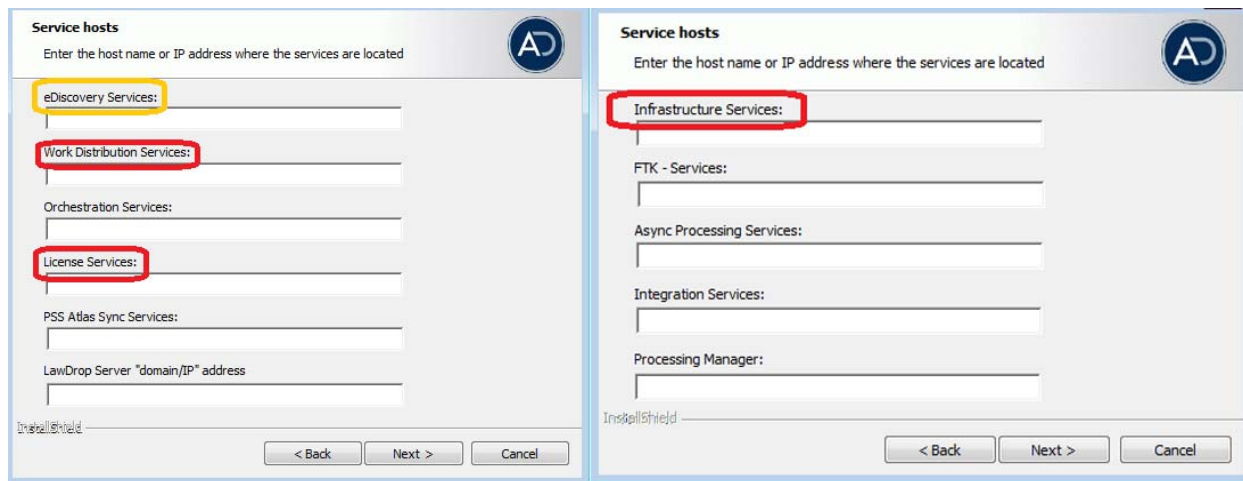 Service hosts
Enter the host name or IP address where the services are located
AD
eDiscovery Services:
Work Distribution Services:
Orchestration Services:
License Services:
PSS Atlas Sync Services:
LawDrop Server "domain/IP" address
InstallShield
< Back
Next >
Cancel
Service hosts
Enter the host name or IP address where the services are located
AD
Infrastructure Services:
FTK - Services:
Async Processing Services:
Integration Services:
Processing Manager:
InstallShield
< Back
Next >
Cancel